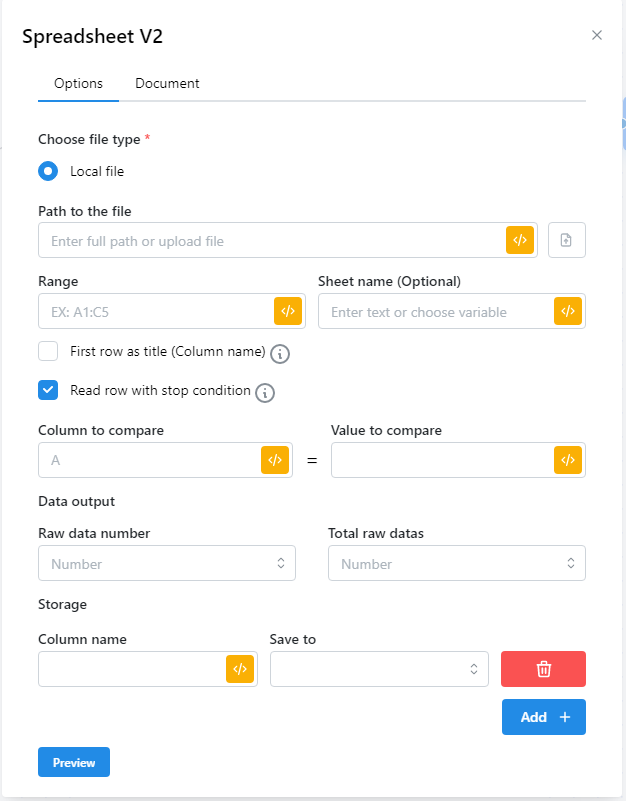 Spreadsheet V2
Options Document
Choose file type *
Local file
Path to the file
Enter full path or upload file </>
Range Sheet name (Optional)
EX: A1:C5 </> Enter text or choose variable </>
First row as title (Column name)
Read row with stop condition
Column to compare Value to compare
A </> = </>
Data output
Raw data number Total raw datas
Number Number
Storage
Column name Save to
</>
Add +
Preview